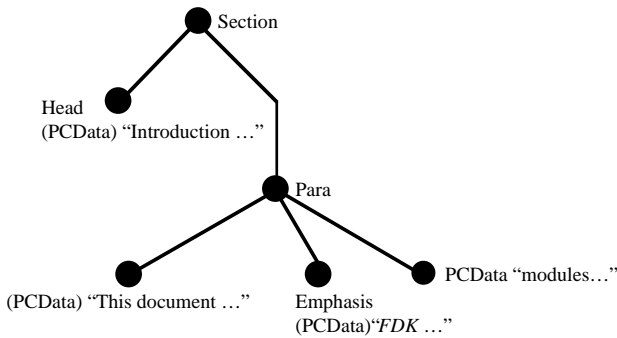 Section
Head
(PCData) “Introduction …”
Para
PCData “modules…”
(PCData) “This document …”
Emphasis
(PCData)“FDK …”